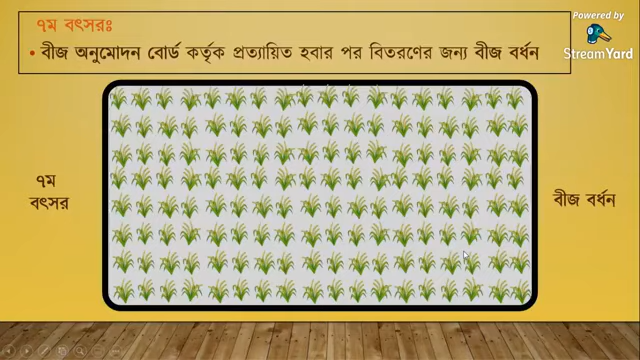 ৭ম বৎসরঃ
• বীজ অনুমোদন বোর্ড কর্তৃক প্রত্যায়িত হবার পর বিতরণের জন্য বীজ বর্ধন
Powered by
StreamYard
৭ম
বৎসর
বীজ বর্ধন